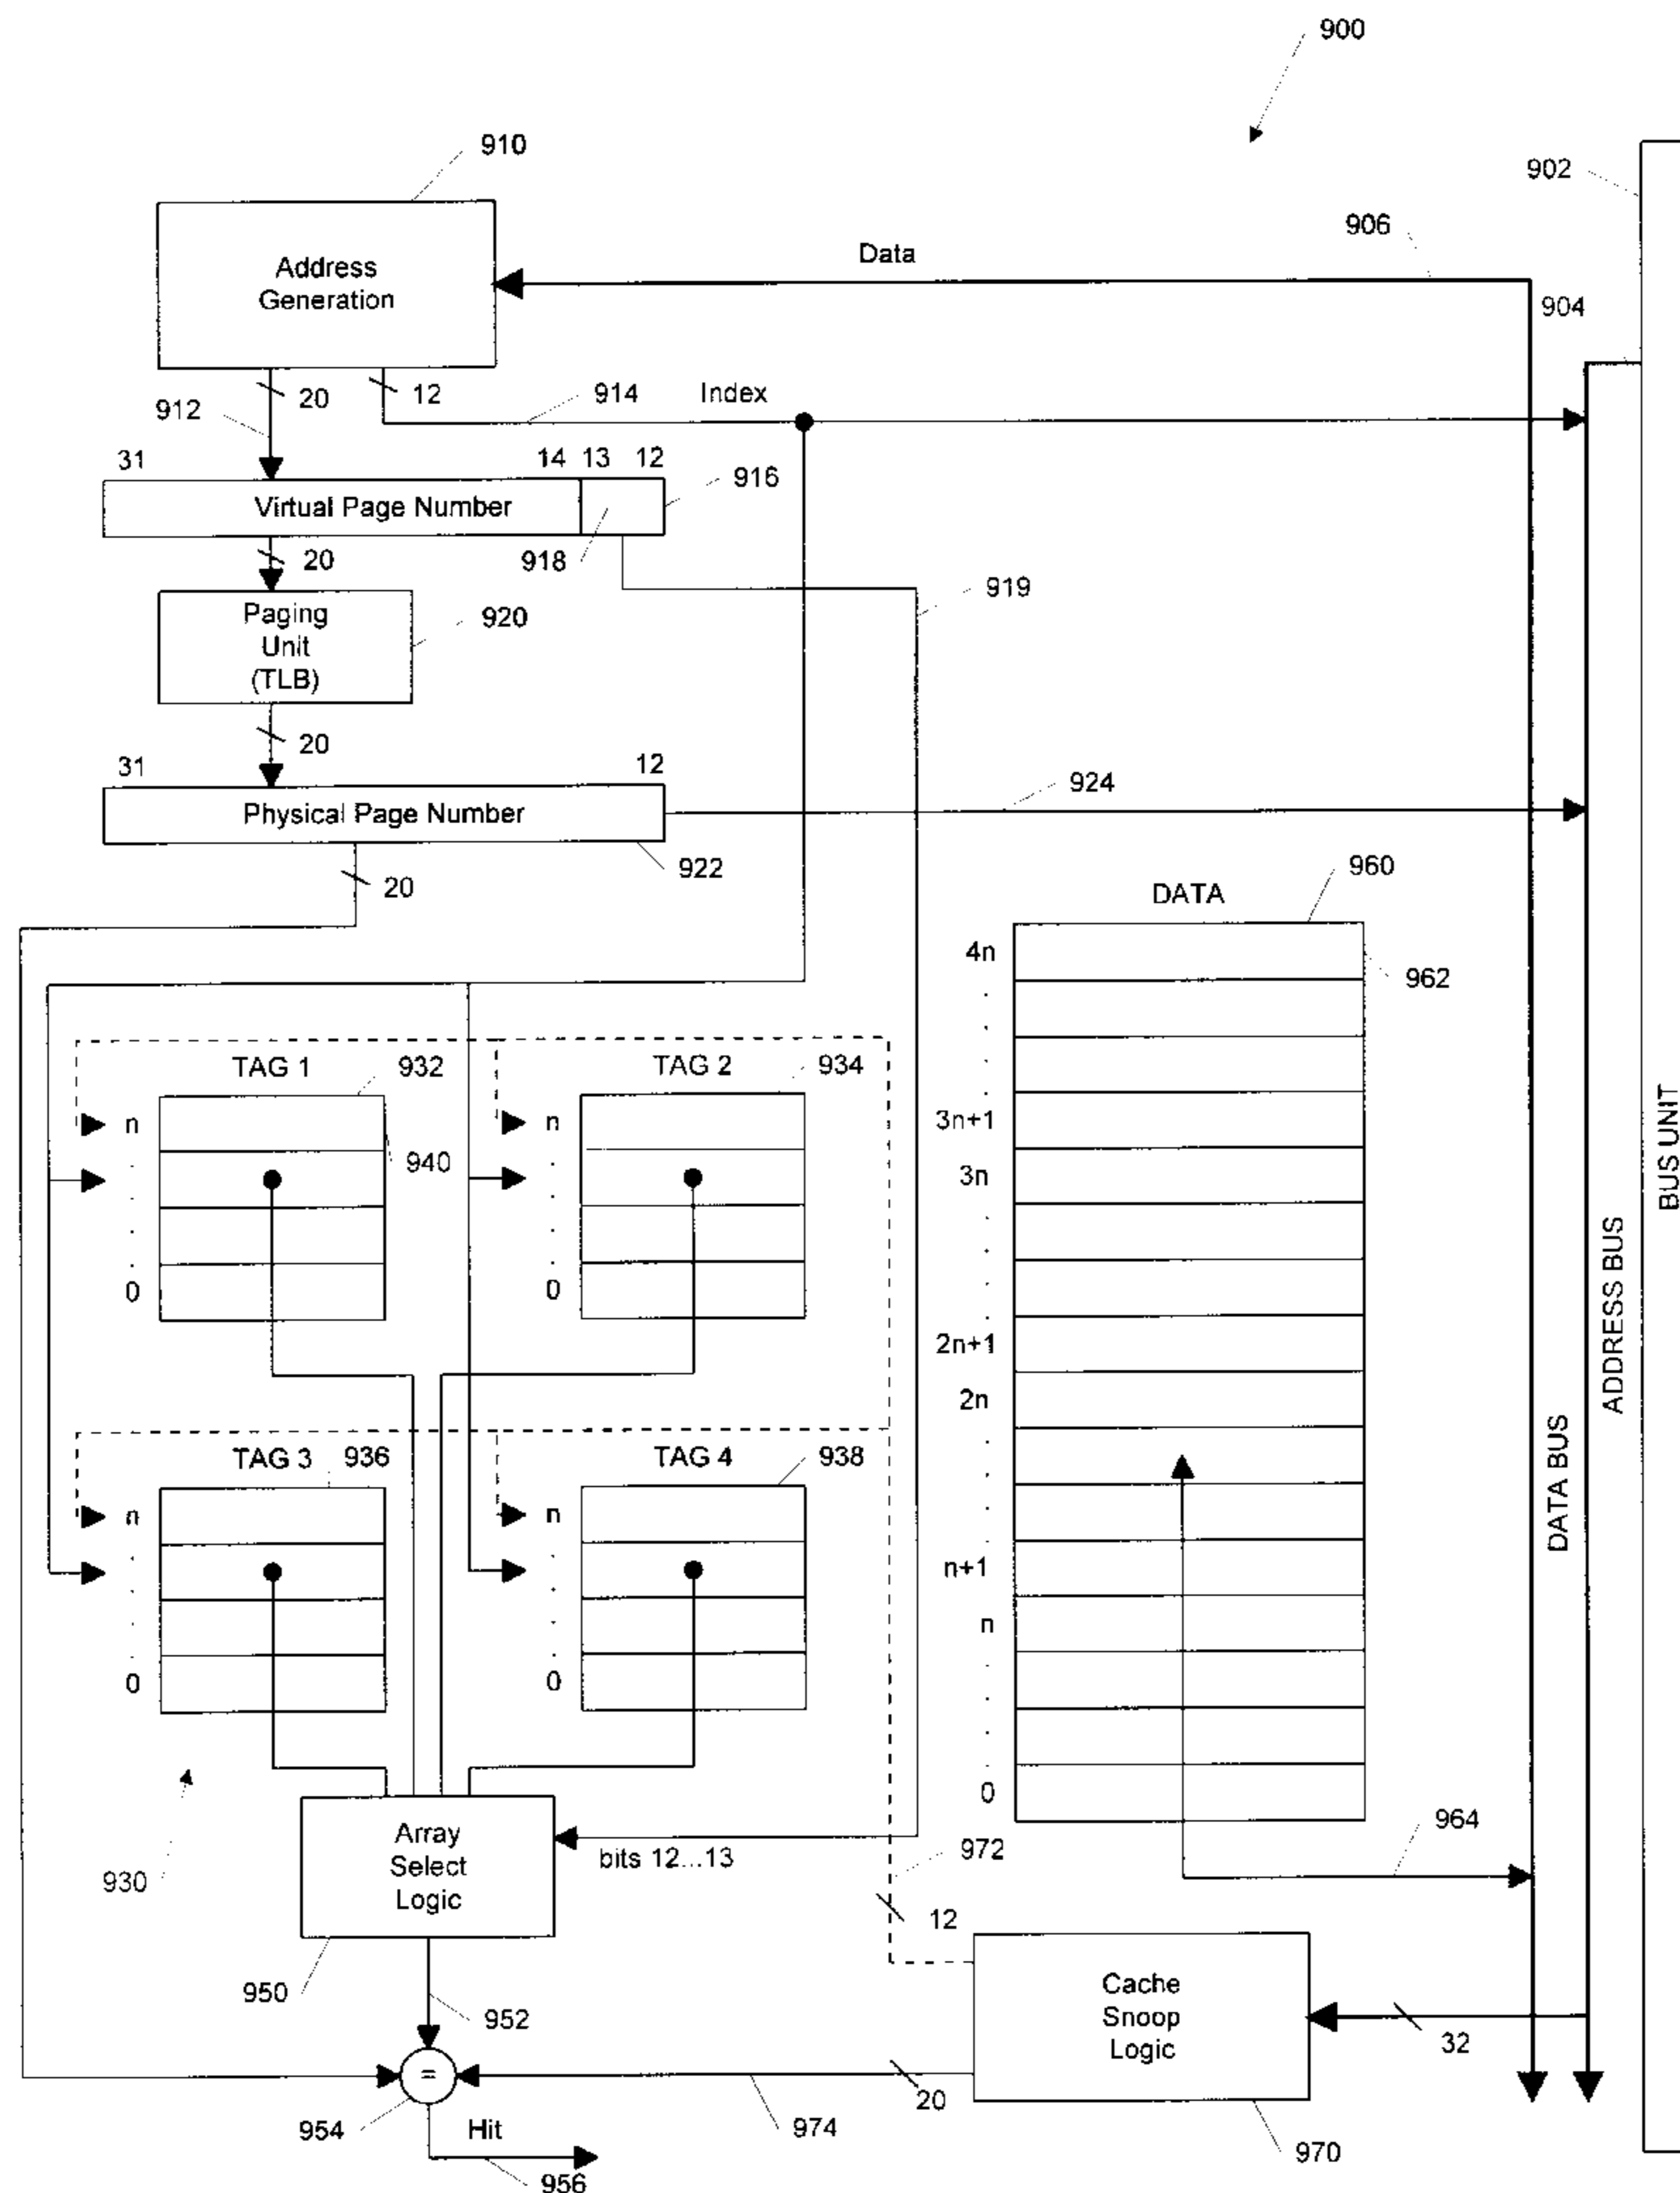 900
910
902
906
Data
Address
Generation
904
20
12
914
Index
912
31
14
13
12
916
Virtual Page Number
20
918
919
Paging
Unit
(TLB)
920
20
31
12
924
Physical Page Number
922
20
960
DATA
4n
962
.
.
.
.
TAG 1
932
TAG 2
934
n
n
3n+1
940
.
.
3n
.
.
.
.
.
.
.
.
0
0
.
2n+1
2n
BUS UNIT
ADDRESS BUS
DATA BUS
TAG 3
936
TAG 4
938
.
.
.
.
n
n
.
.
n+1
.
.
n
.
.
.
.
0
0
.
.
0
Array
Select
Logic
bits 12...13
964
972
930
12
950
Cache
Snoop
Logic
952
32
=
20
954
Hit
974
970
956